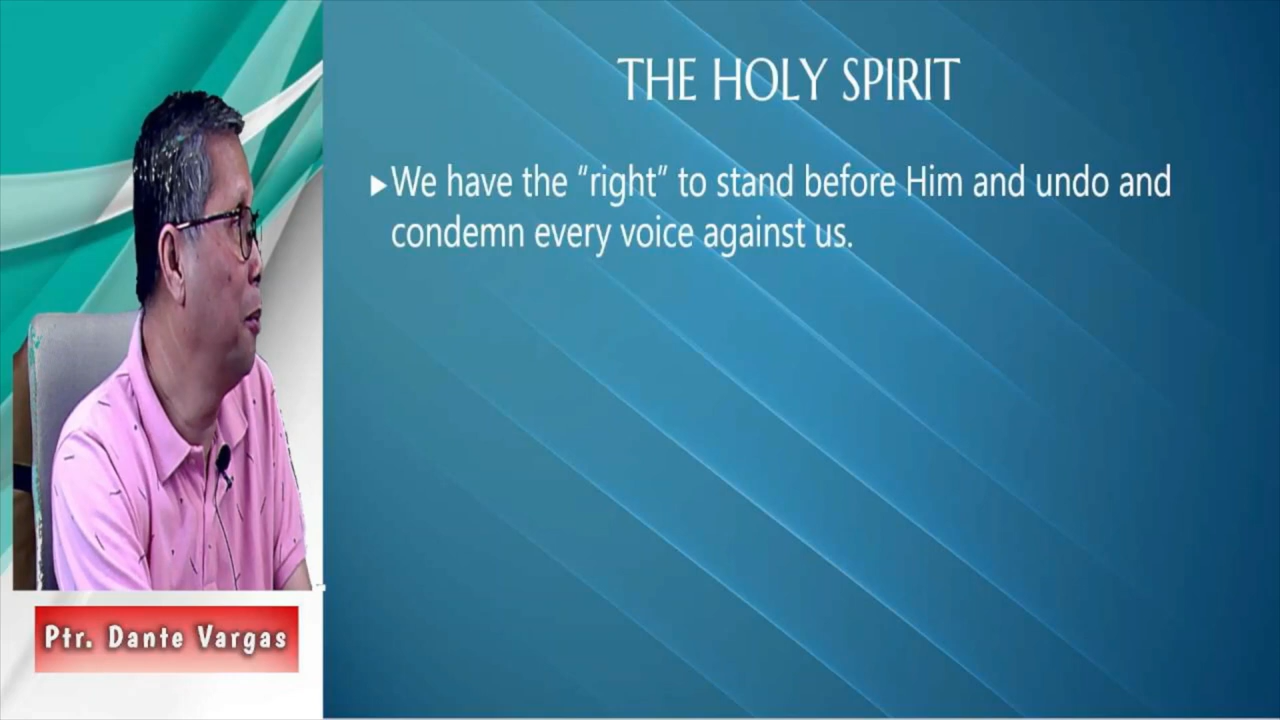 THE HOLY SPIRIT
We have the “right” to stand before Him and undo and
condemn every voice against us.
Ptr. Dante Vargas